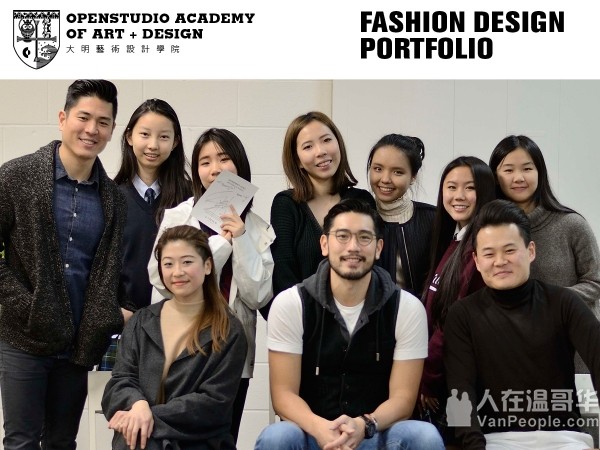 OPENSTUDIO ACADEMY
OF ART + DESIGN
大明藝術設計學院
FASHION DESIGN
PORTFOLIO
人在温哥华
VanPeople.com